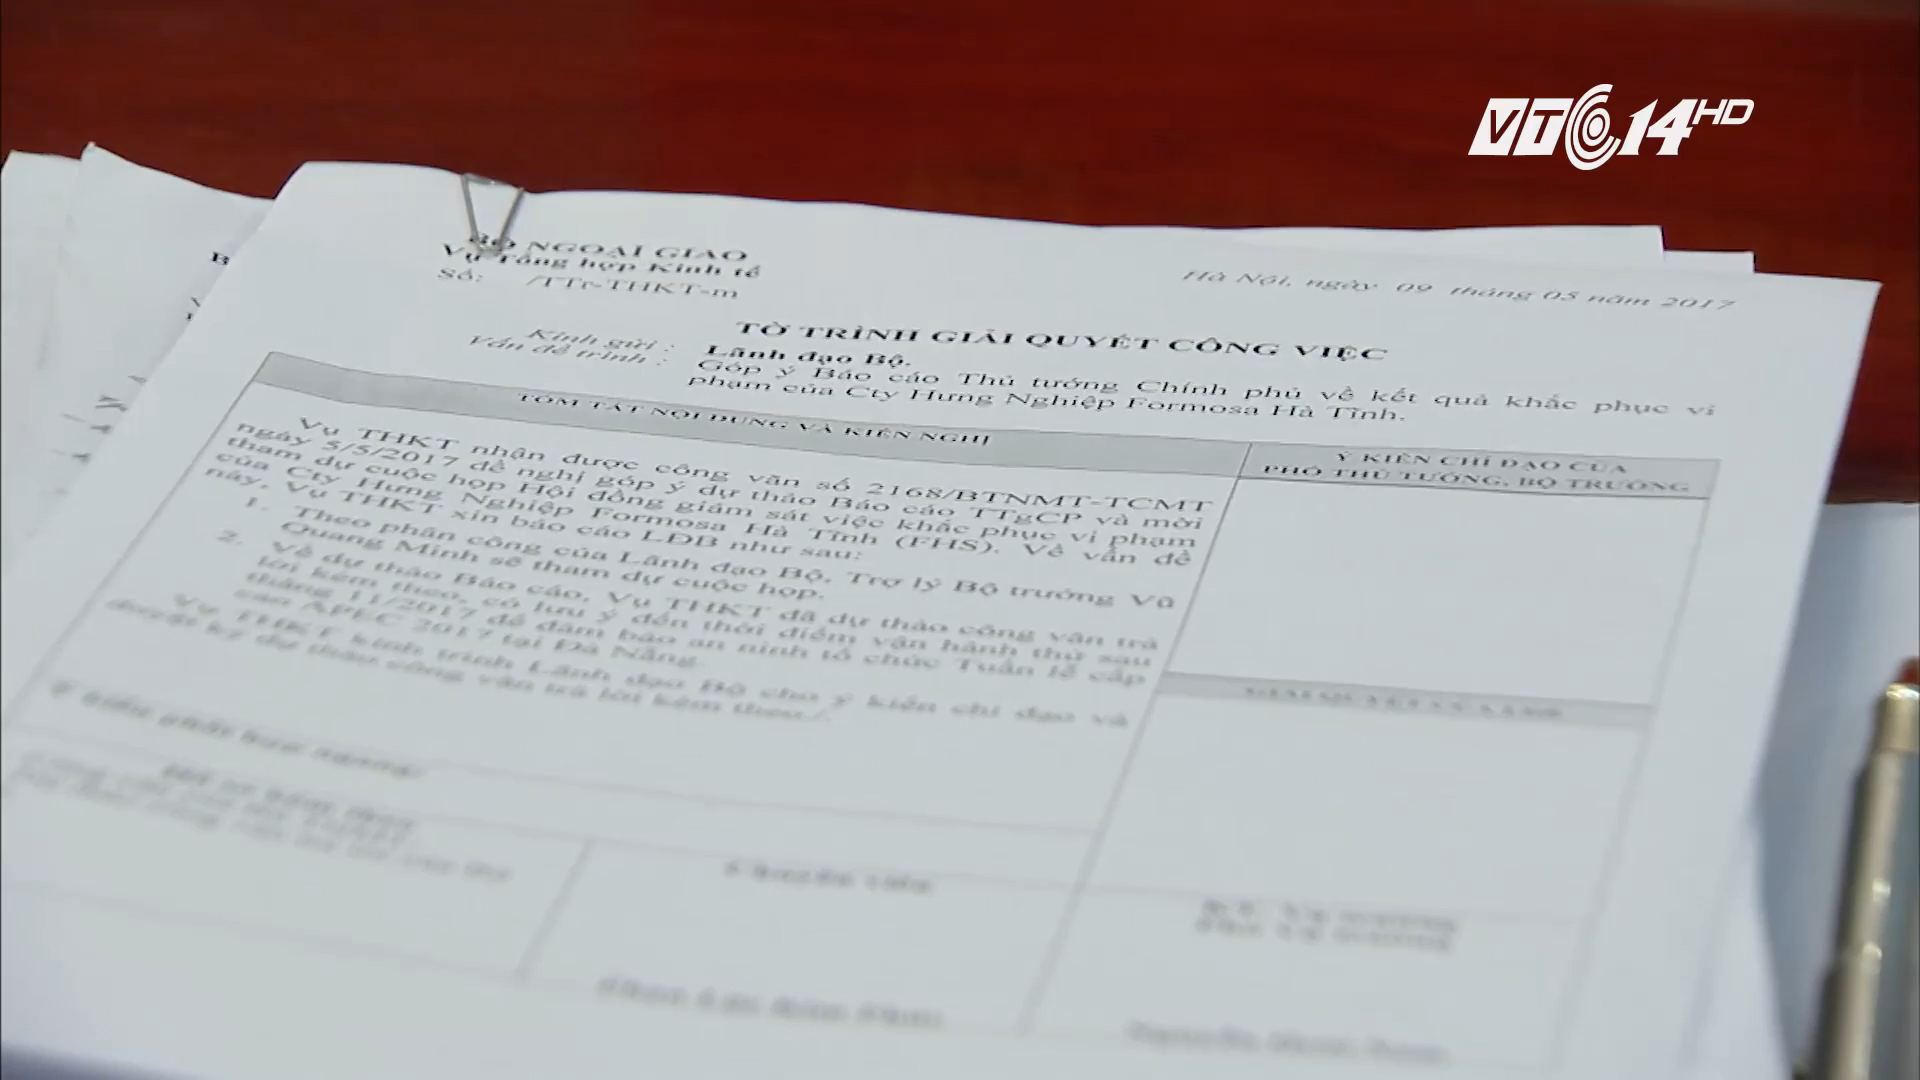 VTC14 HD
BỘ NGOẠI GIAO
Vụ Tổng hợp Kinh tế
Số: /TTr-THKT-m
Hà Nội, ngày 09 tháng 05 năm 2017
TỜ TRÌNH GIẢI QUYẾT CÔNG VIỆC
Kính gửi : Lãnh đạo Bộ.
Vấn đề trình : Góp ý Báo cáo Thủ tướng Chính phủ về kết quả khắc phục vi
phạm của Cty Hưng Nghiệp Formosa Hà Tĩnh.
TÓM TẮT NỘI DUNG VÀ KIẾN NGHỊ
Ý KIẾN CHỈ ĐẠO CỦA
PHÓ THỦ TƯỚNG, BỘ TRƯỞNG
Vụ THKT nhận được công văn số 2168/BTNMT-TCMT
ngày 5/5/2017 đề nghị góp ý dự thảo Báo cáo TTgCP và mời
tham dự cuộc họp Hội đồng giám sát việc khắc phục vi phạm
của Cty Hưng Nghiệp Formosa Hà Tĩnh (FHS). Về vấn đề
này, Vụ THKT xin báo cáo LĐB như sau:
1. Theo phân công của Lãnh đạo Bộ, Trợ lý Bộ trưởng Vũ
Quang Minh sẽ tham dự cuộc họp.
2. Về dự thảo Báo cáo, Vụ THKT đã dự thảo công văn trả
lời kèm theo, có lưu ý đến thời điểm vận hành thử sau
tháng 11/2017 để đảm bảo an ninh tổ chức Tuần lễ cấp
cao APEC 2017 tại Đà Nẵng.
Vụ THKT kính trình Lãnh đạo Bộ cho ý kiến chỉ đạo và
duyệt ký dự thảo công văn trả lời kèm theo./.
Chuyên viên
K/T. Vụ trưởng
Phó Vụ trưởng